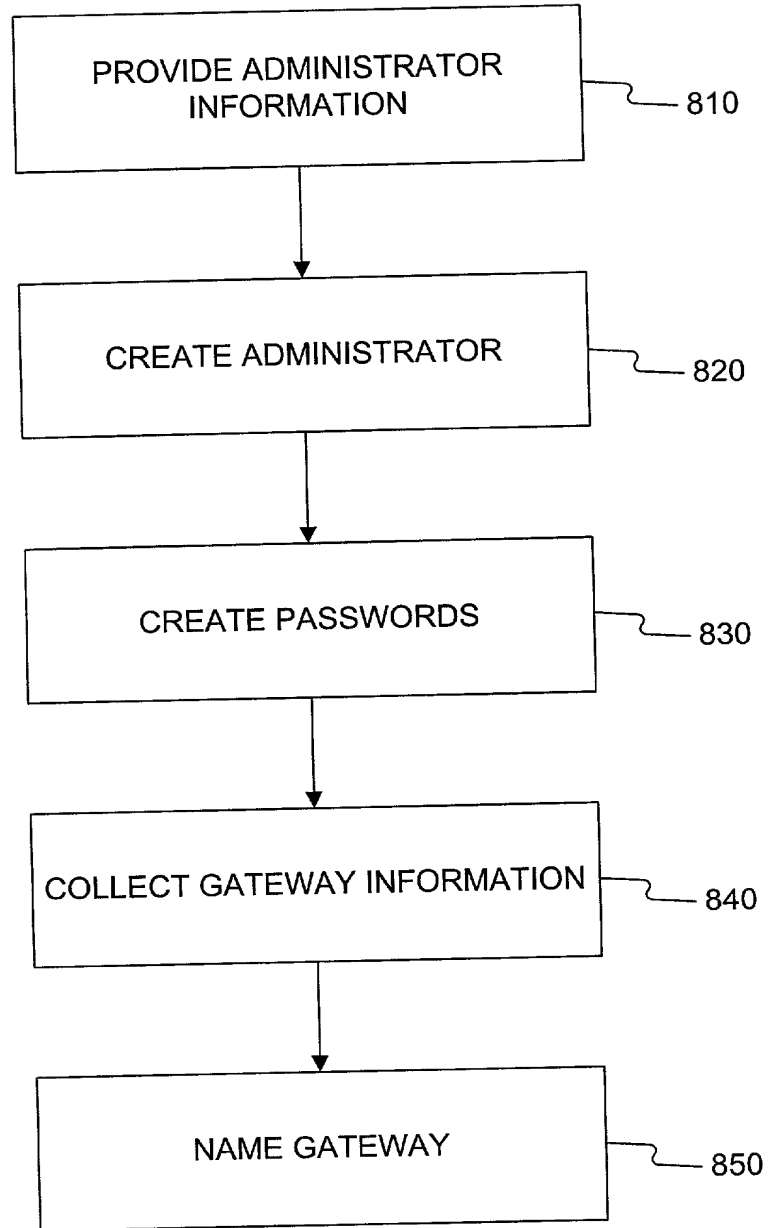 PROVIDE ADMINISTRATOR
INFORMATION
810
CREATE ADMINISTRATOR
820
CREATE PASSWORDS
830
COLLECT GATEWAY INFORMATION
840
NAME GATEWAY
850